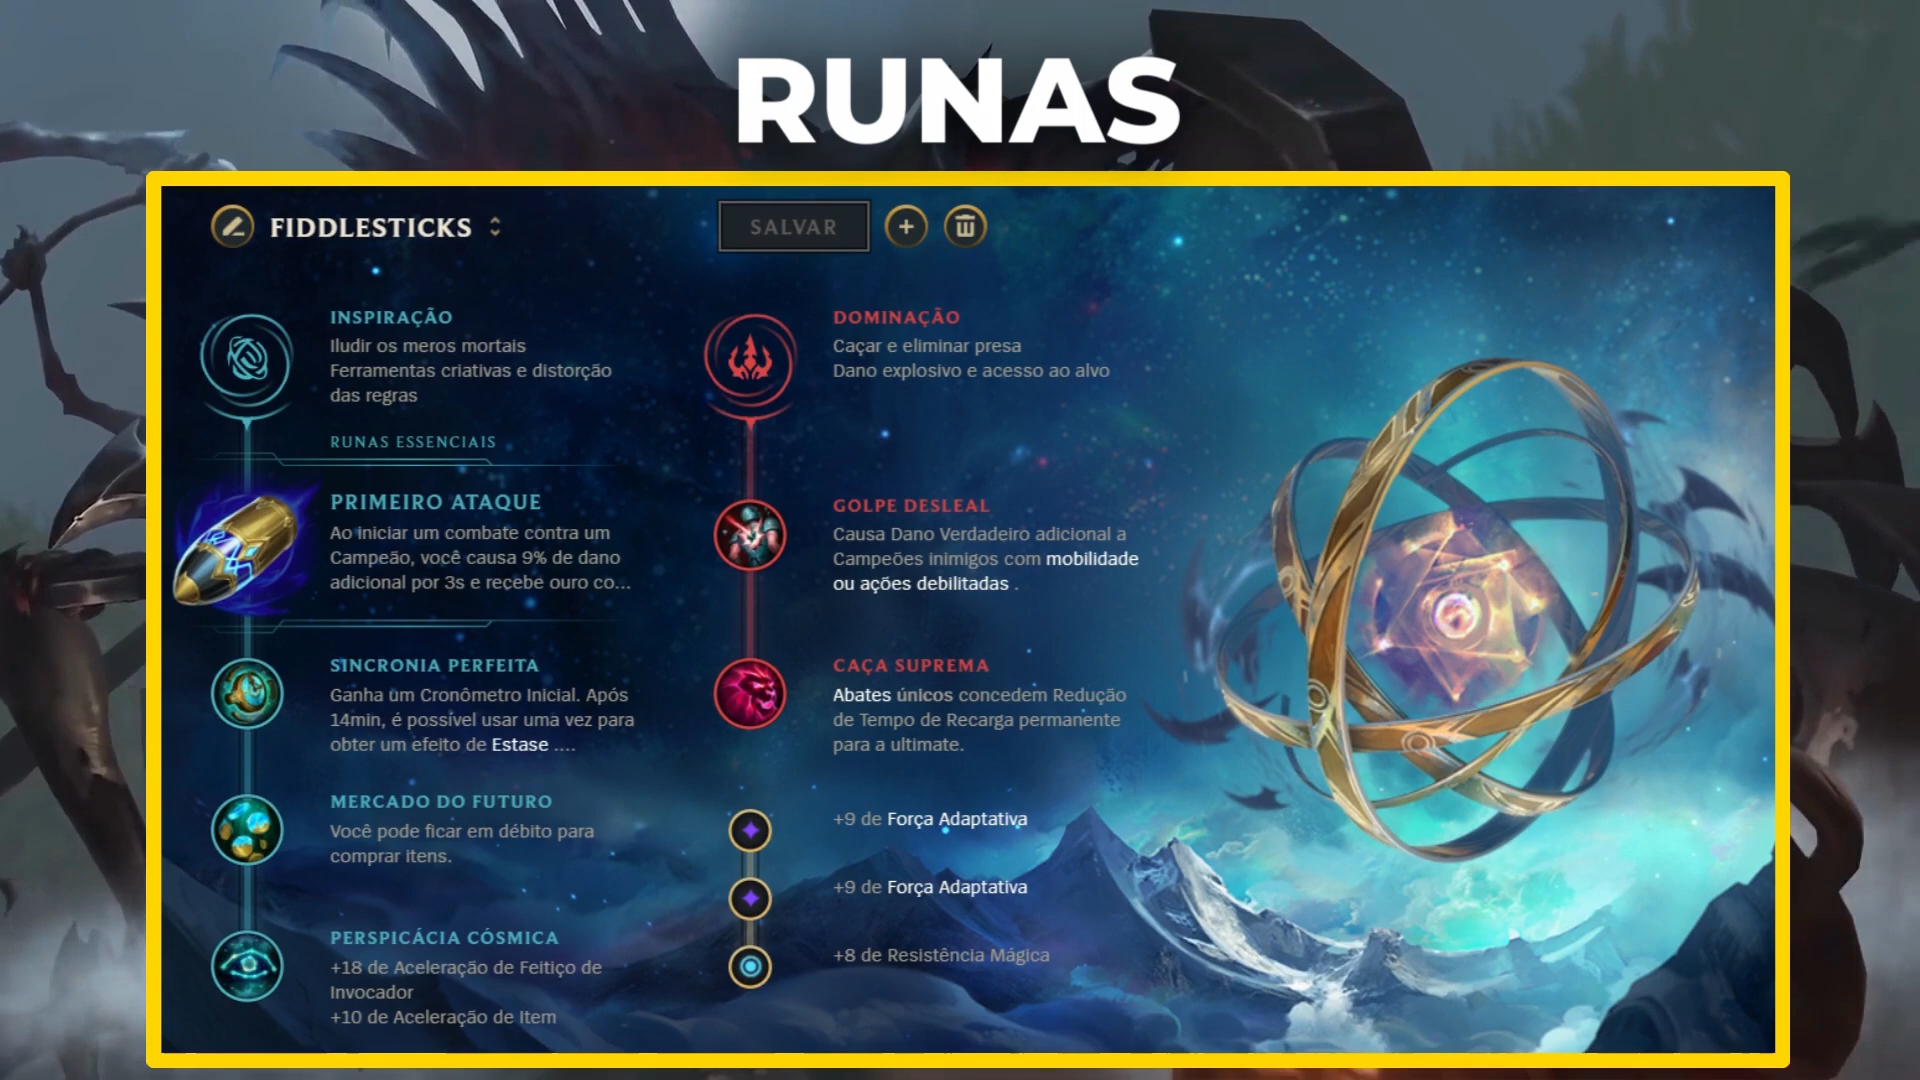 RUNAS
FIDDLESTICKS
SALVAR
INSPIRAÇÃO
Iludir os meros mortais
Ferramentas criativas e distorção
das regras
RUNAS ESSENCIAIS
PRIMEIRO ATAQUE
Ao iniciar um combate contra um
Campeão, você causa 9% de dano
adicional por 3s e recebe ouro co...
SINCRONIA PERFEITA
Ganha um Cronômetro Inicial. Após
14min, é possível usar uma vez para
obter um efeito de Estase ....
MERCADO DO FUTURO
Você pode ficar em débito para
comprar itens.
PERSPICÁCIA CÓSMICA
+18 de Aceleração de Feitiço de
Invocador
+10 de Aceleração de Item
DOMINAÇÃO
Caçar e eliminar presa
Dano explosivo e acesso ao alvo
GOLPE DESLEAL
Causa Dano Verdadeiro adicional a
Campeões inimigos com mobilidade
ou ações debilitadas .
CAÇA SUPREMA
Abates únicos concedem Redução
de Tempo de Recarga permanente
para a ultimate.
+9 de Força Adaptativa
+9 de Força Adaptativa
+8 de Resistência Mágica